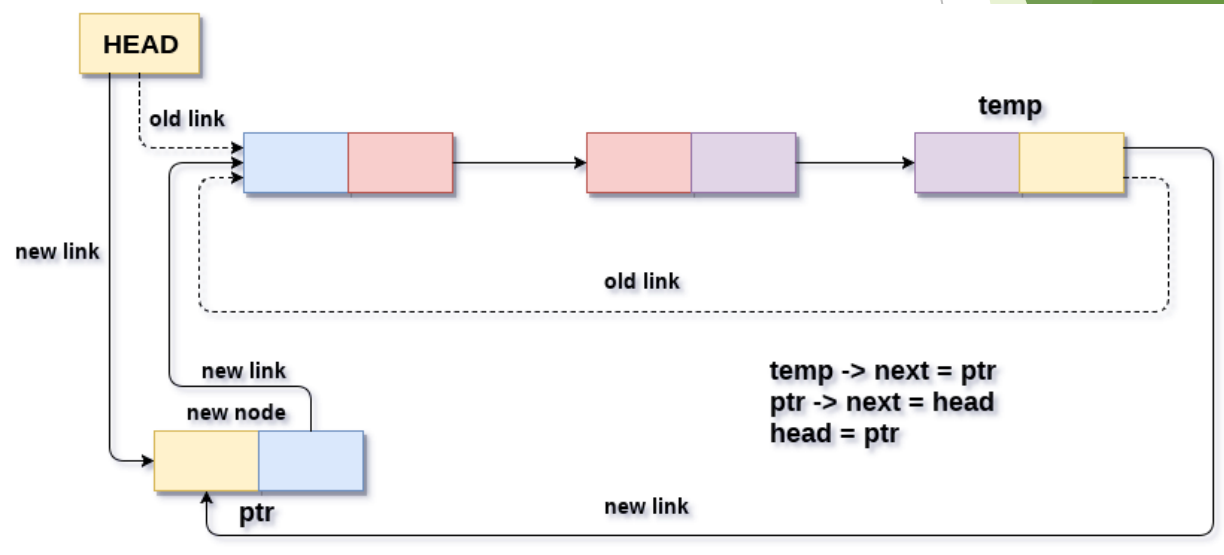 HEAD
old link
temp
new link
old link
new link
new node
temp -> next = ptr
ptr -> next = head
head = ptr
ptr
new link